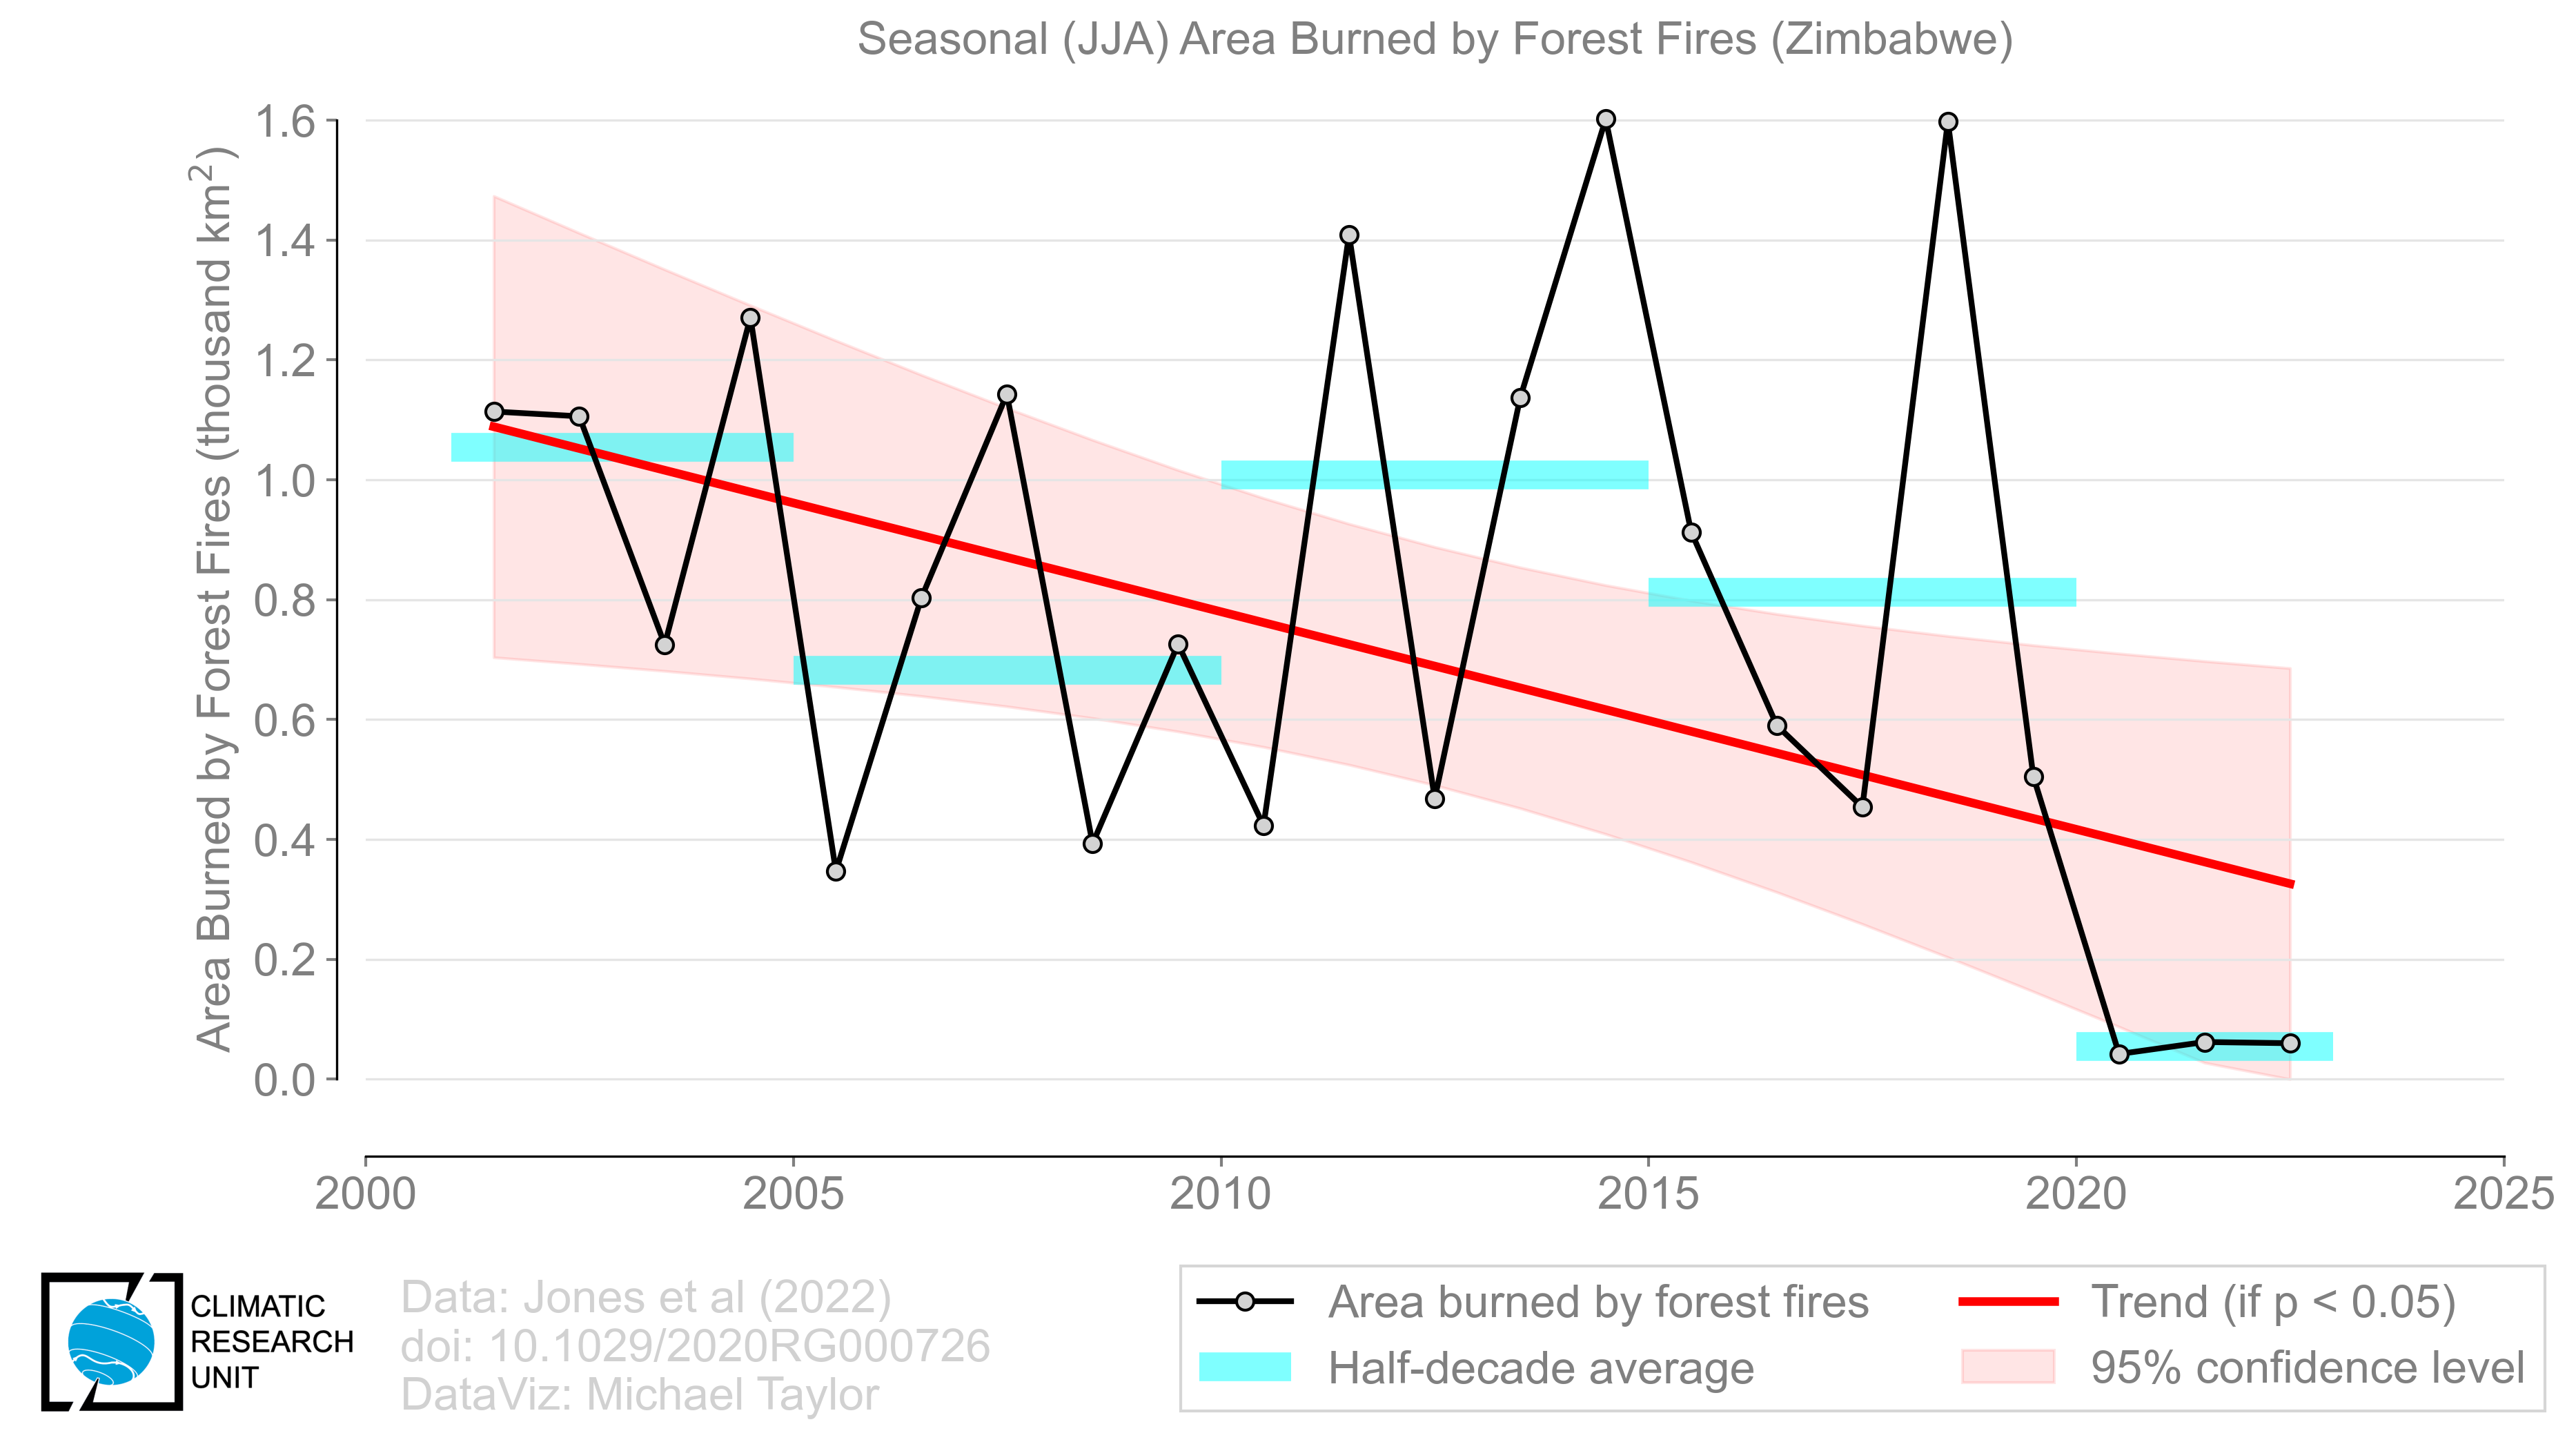 Seasonal (JJA) Area Burned by Forest Fires (Zimbabwe)
Area Burned by Forest Fires (thousand km²)
1.6
1.4
1.2
1.0
0.8
0.6
0.4
0.2
0.0
2000 2005 2010 2015 2020 2025
CLIMATIC
RESEARCH
UNIT
Data: Jones et al (2022)
doi: 10.1029/2020RG000726
DataViz: Michael Taylor
Area burned by forest fires
Half-decade average
Trend (if p < 0.05)
95% confidence level